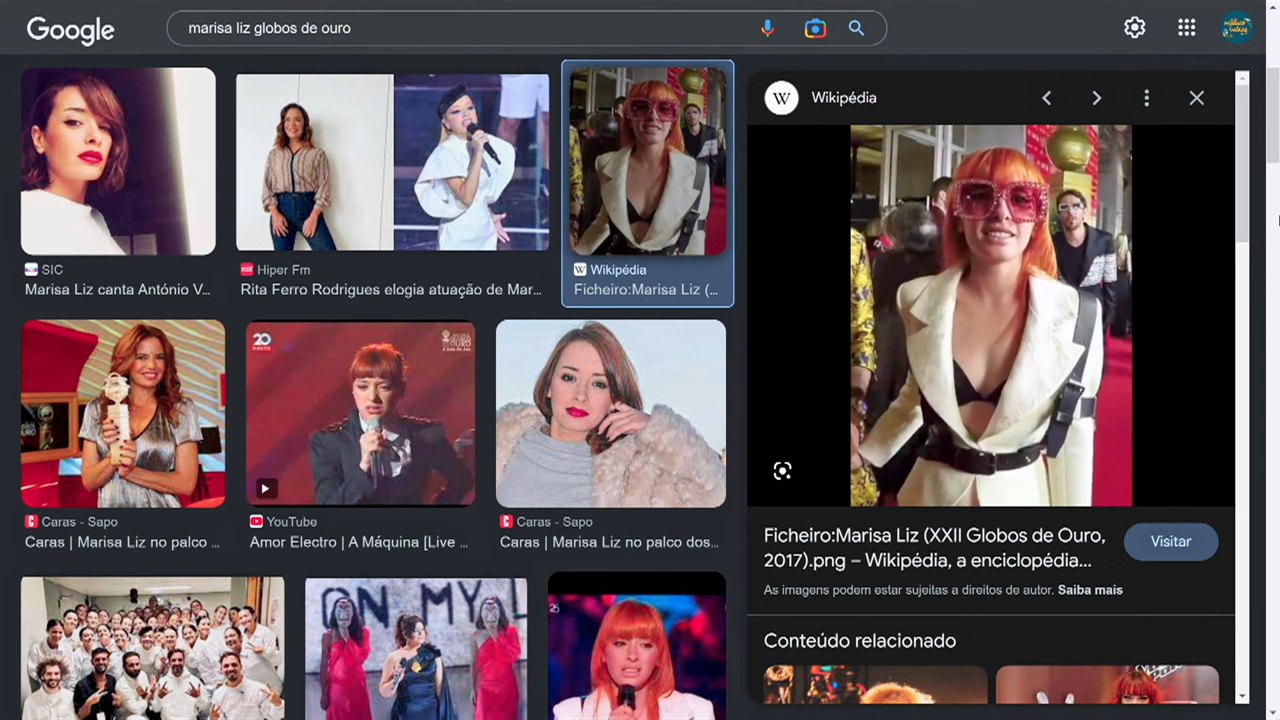 Google
marisa liz globos de ouro
SIC
Marisa Liz canta António V...
Hiper Fm
Rita Ferro Rodrigues elogia atuação de Mar...
W Wikipédia
Ficheiro:Marisa Liz (...
20
Caras - Sapo
Caras | Marisa Liz no palco ...
YouTube
Amor Electro | A Máquina [Live ...
Caras - Sapo
Caras | Marisa Liz no palco dos...
ON MY L
W Wikipédia
Ficheiro:Marisa Liz (XXII Globos de Ouro,
2017).png – Wikipédia, a enciclopédia...
Visitar
As imagens podem estar sujeitas a direitos de autor. Saiba mais
Conteúdo relacionado